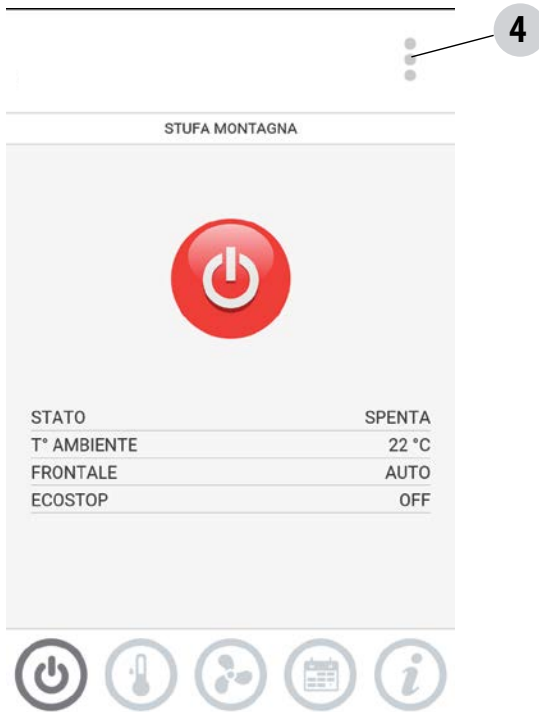 4
STUFA MONTAGNA
STATO SPENTA
T° AMBIENTE 22 °C
FRONTALE AUTO
ECOSTOP OFF
i